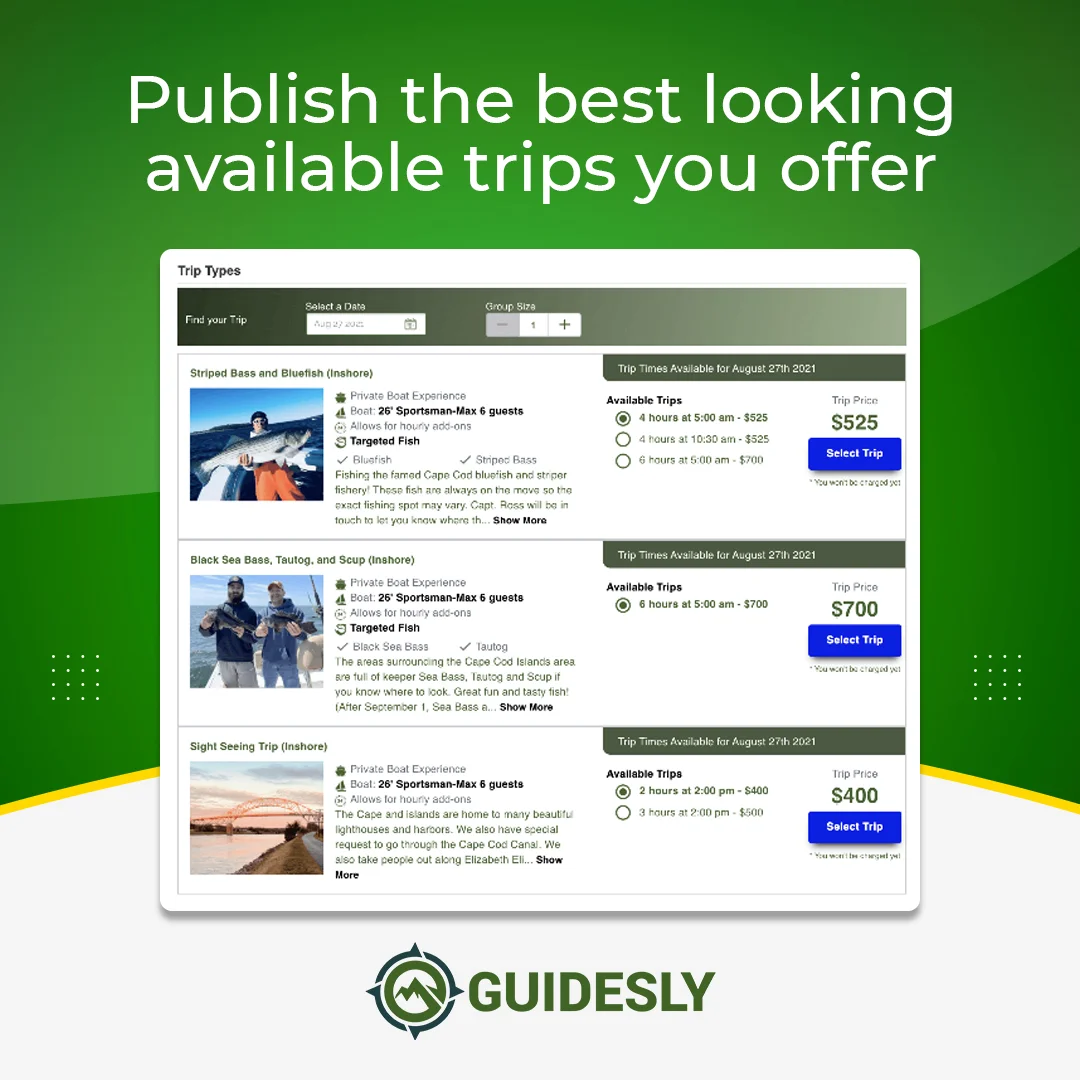 Publish the best looking
available trips you offer
Trip Types
Find your Trip
Select a Date
Aug 27 2021
Group Size
1
Striped Bass and Bluefish (Inshore)
Private Boat Experience
Boat: 26' Sportsman-Max 6 guests
Allows for hourly add-ons
Targeted Fish
Bluefish
Striped Bass
Fishing the famed Cape Cod bluefish and striper
fishery! These fish are always on the move so the
exact fishing spot may vary. Capt. Ross will be in
touch to let you know where th... Show More
Trip Times Available for August 27th 2021
Available Trips
4 hours at 5:00 am - $525
4 hours at 10:30 am - $525
6 hours at 5:00 am - $700
Trip Price
$525
Select Trip
* You won't be charged yet
Black Sea Bass, Tautog, and Scup (Inshore)
Private Boat Experience
Boat: 26' Sportsman-Max 6 guests
Allows for hourly add-ons
Targeted Fish
Black Sea Bass
Tautog
The areas surrounding the Cape Cod Islands area
are full of keeper Sea Bass, Tautog and Scup if
you know where to look. Great fun and tasty fish!
(After September 1, Sea Bass a... Show More
Trip Times Available for August 27th 2021
Available Trips
6 hours at 5:00 am - $700
Trip Price
$700
Select Trip
* You won't be charged yet
Sight Seeing Trip (Inshore)
Private Boat Experience
Boat: 26' Sportsman-Max 6 guests
Allows for hourly add-ons
The Cape and islands are home to many beautiful
lighthouses and harbors. We also have special
request to go through the Cape Cod Canal. We
also take people out along Elizabeth Eli... Show
More
Trip Times Available for August 27th 2021
Available Trips
2 hours at 2:00 pm - $400
3 hours at 2:00 pm - $500
Trip Price
$400
Select Trip
* You won't be charged yet
GUIDESLY